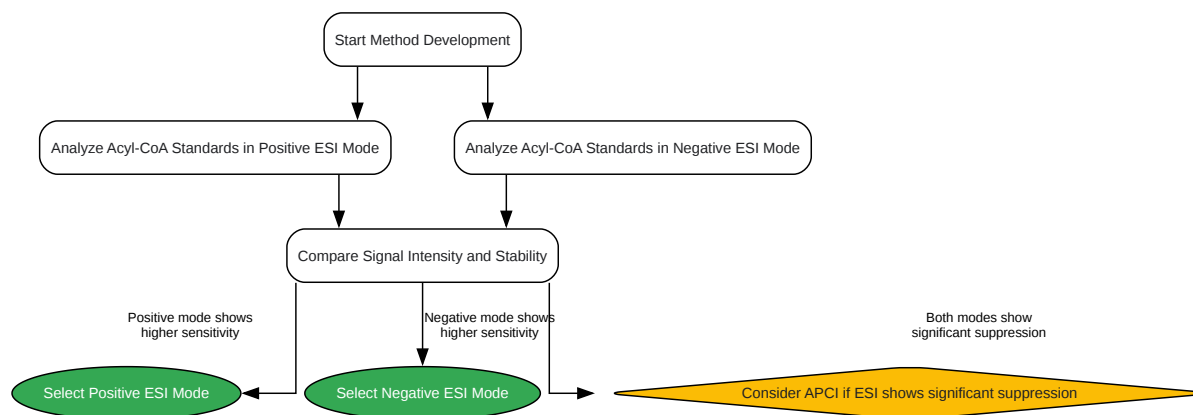 Start Method Development
Analyze Acyl-CoA Standards in Positive ESI Mode
Analyze Acyl-CoA Standards in Negative ESI Mode
Compare Signal Intensity and Stability
Positive mode shows
higher sensitivity
Negative mode shows
higher sensitivity
Both modes show
significant suppression
Select Positive ESI Mode
Select Negative ESI Mode
Consider APCI if ESI shows significant suppression